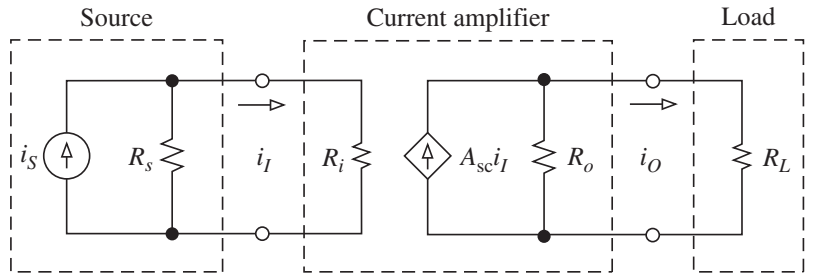 Source Current amplifier Load
i_S R_s i_I R_i A_sc i_I R_o i_O R_L